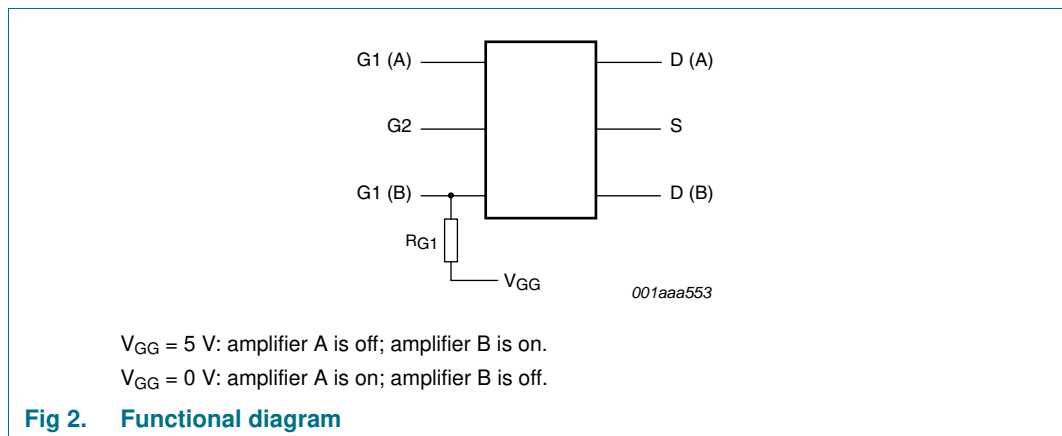 G1 (A)
D (A)
G2
S
G1 (B)
D (B)
RG1
VGG
001aaa553
VGG = 5 V: amplifier A is off; amplifier B is on.
VGG = 0 V: amplifier A is on; amplifier B is off.
Fig 2. Functional diagram